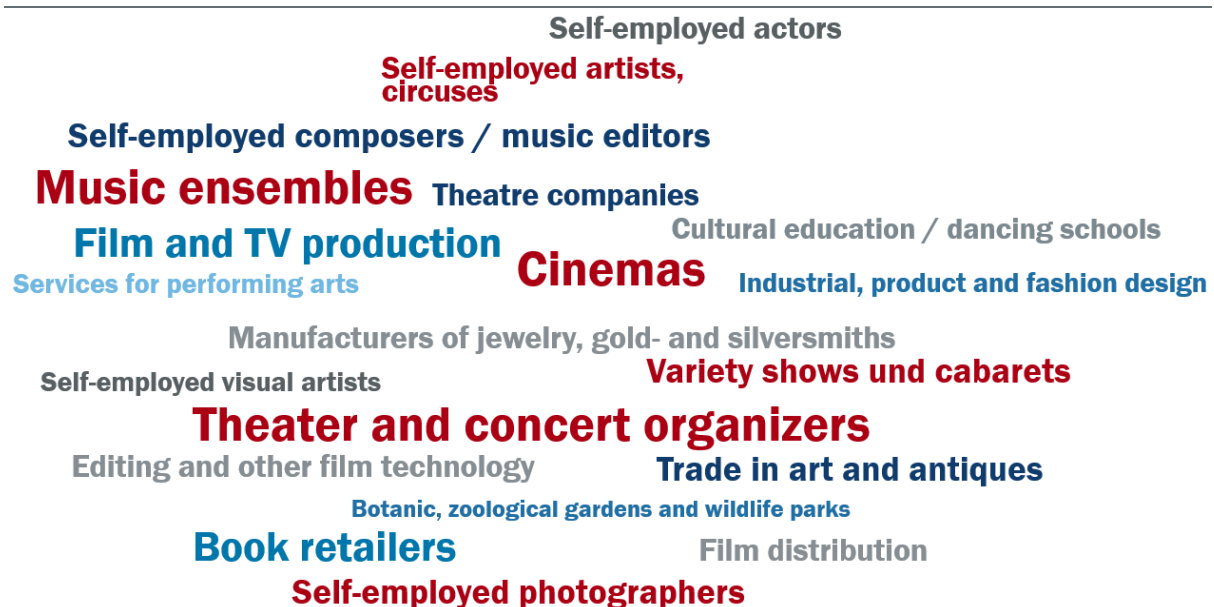 Self-employed actors
Self-employed artists,
circuses
Self-employed composers / music editors
Music ensembles
Theatre companies
Cultural education / dancing schools
Film and TV production
Cinemas
Services for performing arts
Industrial, product and fashion design
Manufacturers of jewelry, gold- and silversmiths
Variety shows und cabarets
Self-employed visual artists
Theater and concert organizers
Editing and other film technology
Trade in art and antiques
Botanic, zoological gardens and wildlife parks
Book retailers
Film distribution
Self-employed photographers